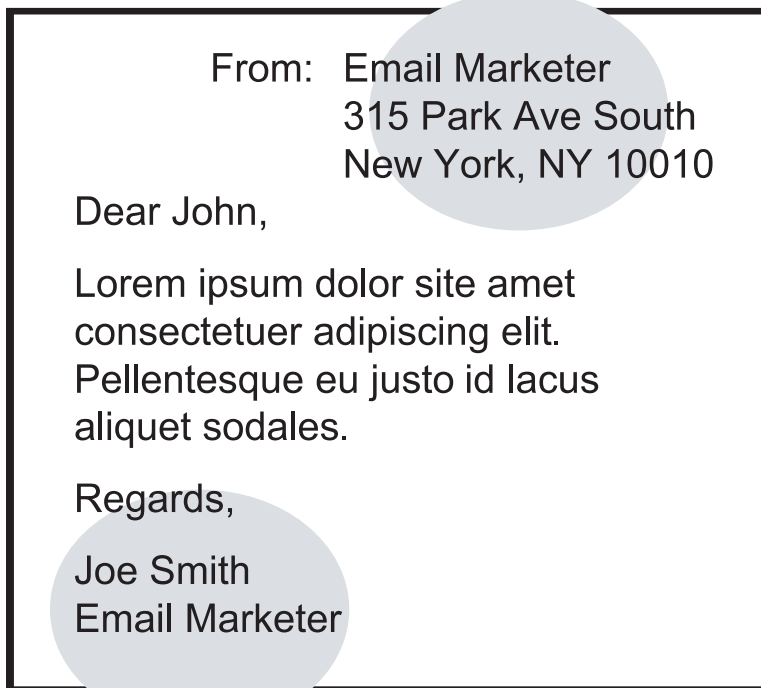 From: Email Marketer
315 Park Ave South
New York, NY 10010
Dear John,
Lorem ipsum dolor site amet
consectetuer adipiscing elit.
Pellentesque eu justo id lacus
aliquet sodales.
Regards,
Joe Smith
Email Marketer